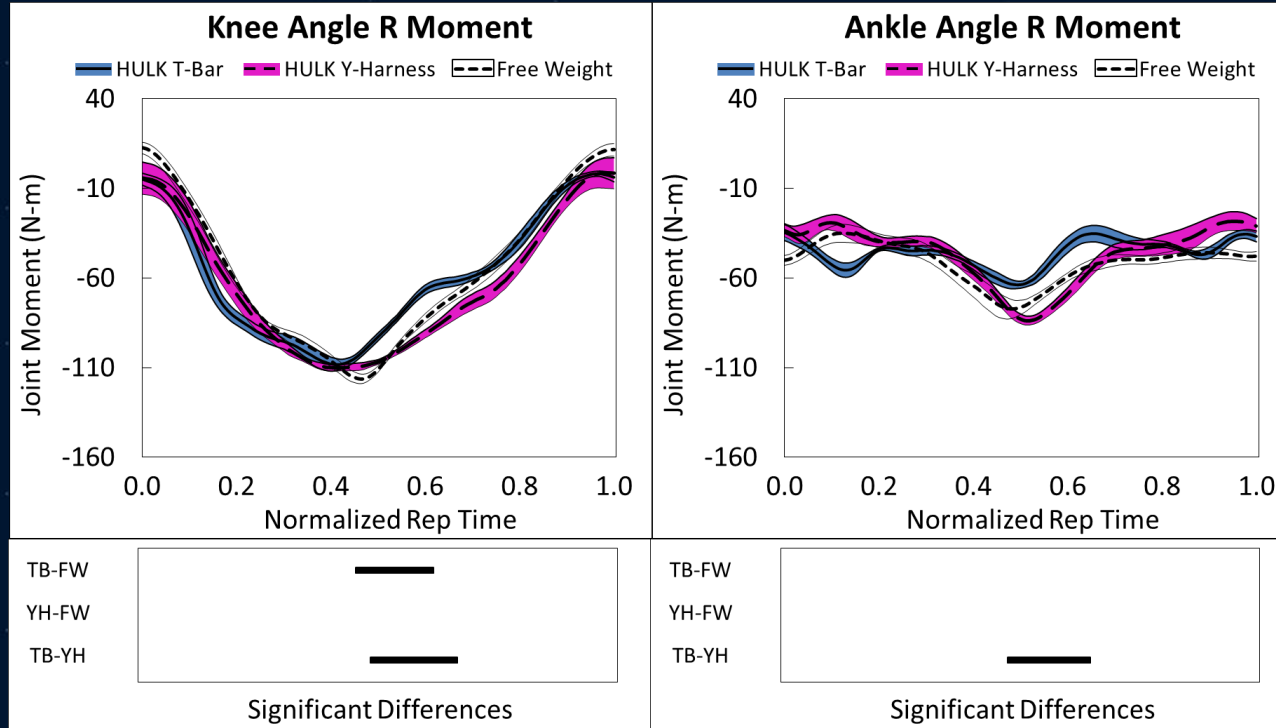 Knee Angle R Moment
HULK T-Bar HULK Y-Harness Free Weight
40
-10
-60
-110
-160
Joint Moment (N-m)
0.0 0.2 0.4 0.6 0.8 1.0
Normalized Rep Time
TB-FW
YH-FW
TB-YH
Significant Differences
Ankle Angle R Moment
HULK T-Bar HULK Y-Harness Free Weight
40
-10
-60
-110
-160
Joint Moment (N-m)
0.0 0.2 0.4 0.6 0.8 1.0
Normalized Rep Time
TB-FW
YH-FW
TB-YH
Significant Differences